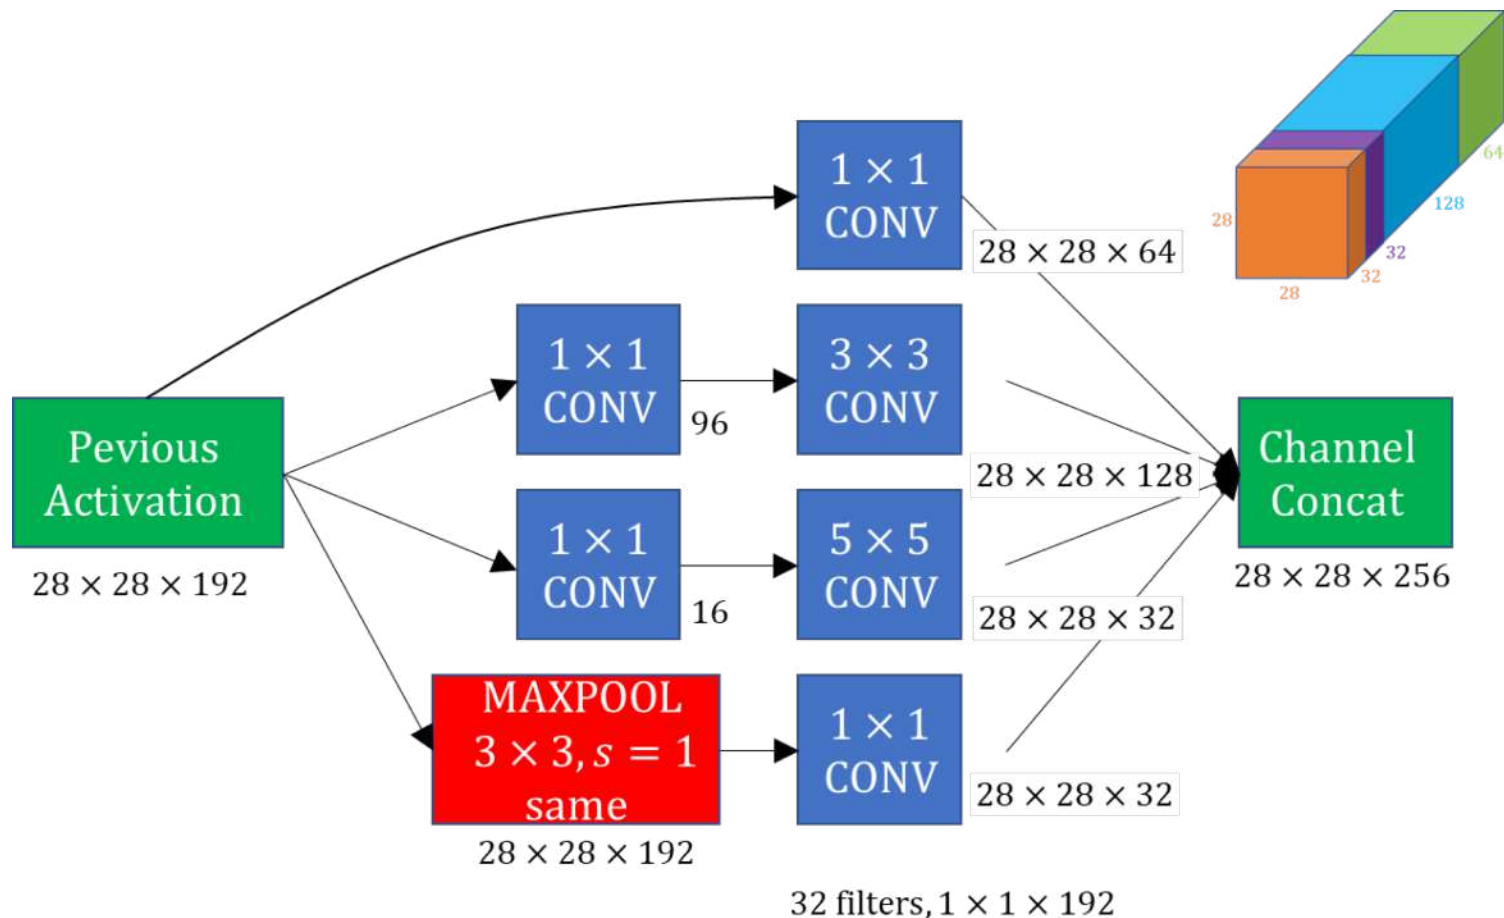 1 × 1
CONV
28 × 28 × 64
64
128
32
32
28
28
1 × 1
CONV
96
3 × 3
CONV
28 × 28 × 128
Pevious
Activation
28 × 28 × 192
1 × 1
CONV
16
5 × 5
CONV
28 × 28 × 32
Channel
Concat
28 × 28 × 256
MAXPOOL
3 × 3, s = 1
same
28 × 28 × 192
1 × 1
CONV
28 × 28 × 32
32 filters, 1 × 1 × 192